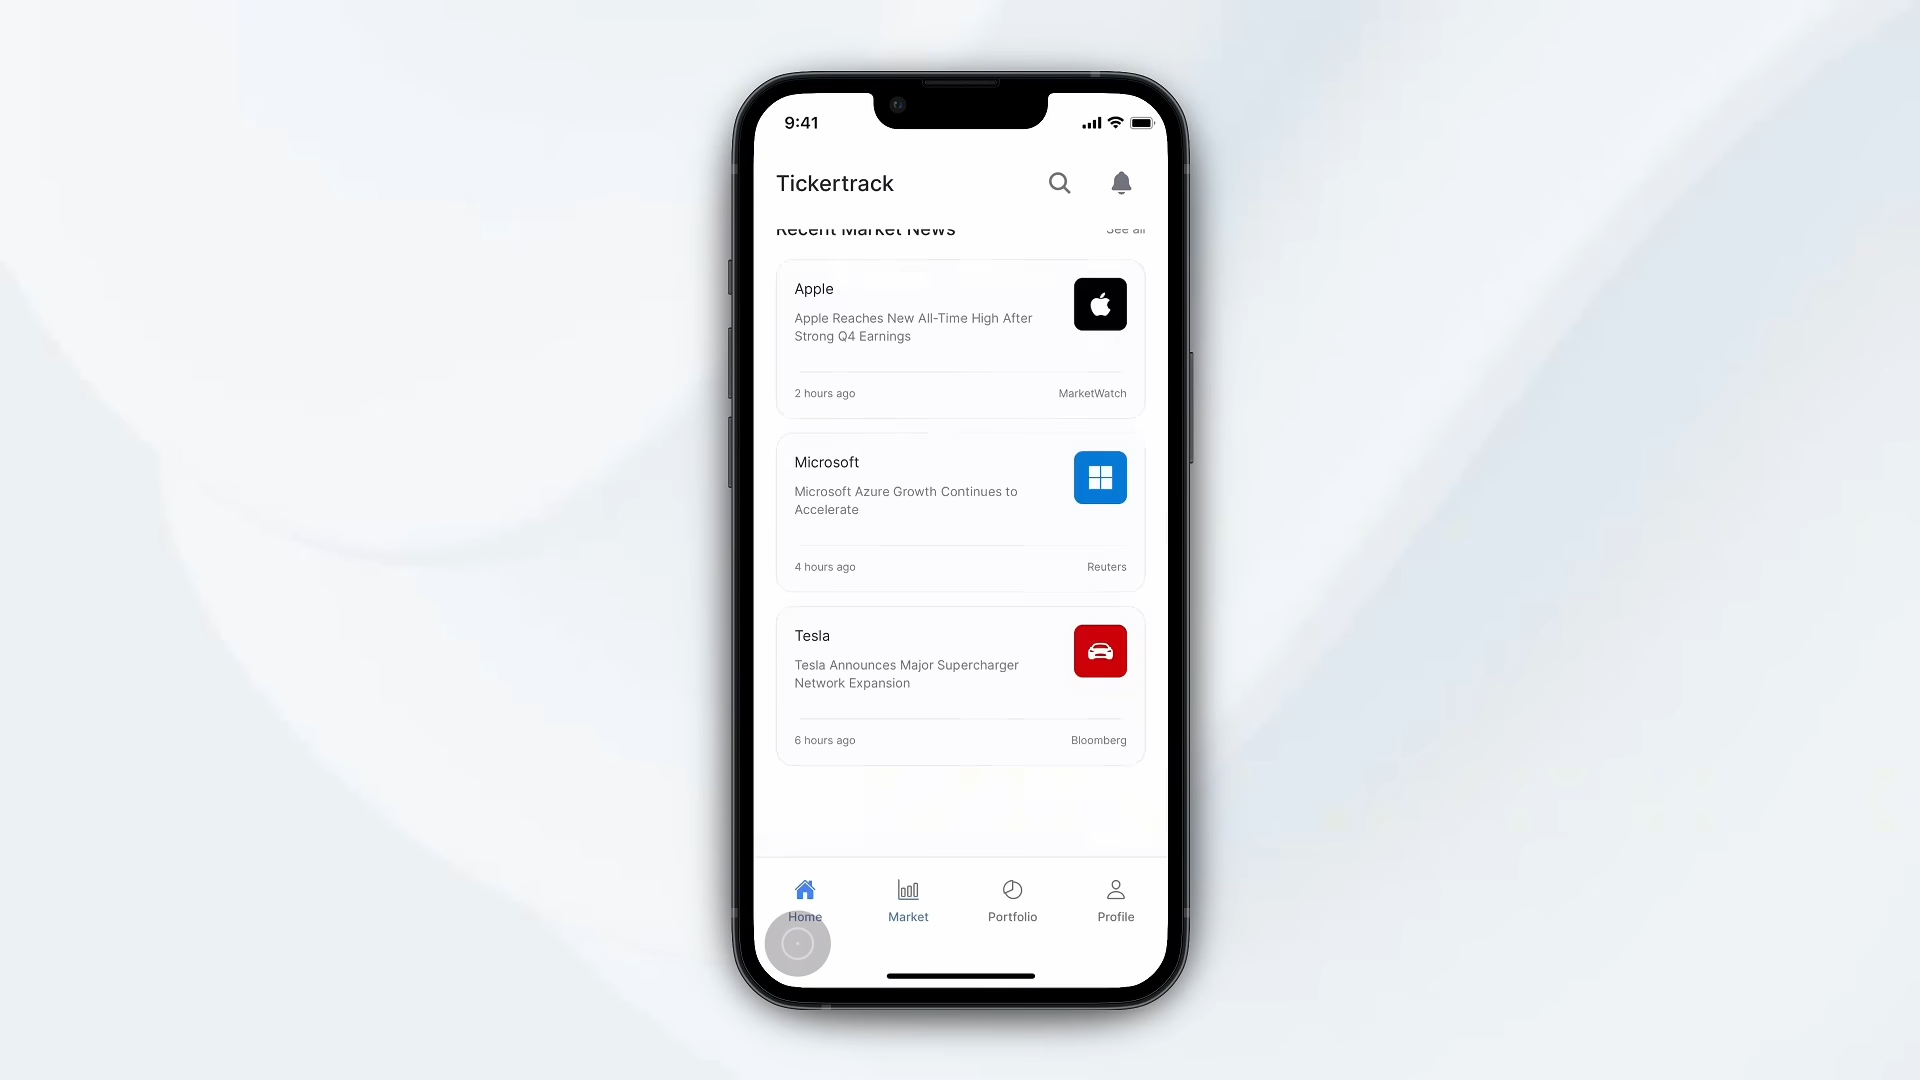 9:41
Tickertrack
Recent Market News
See all
Apple
Apple Reaches New All-Time High After
Strong Q4 Earnings
2 hours ago
MarketWatch
Microsoft
Microsoft Azure Growth Continues to
Accelerate
4 hours ago
Reuters
Tesla
Tesla Announces Major Supercharger
Network Expansion
6 hours ago
Bloomberg
Home
Market
Portfolio
Profile